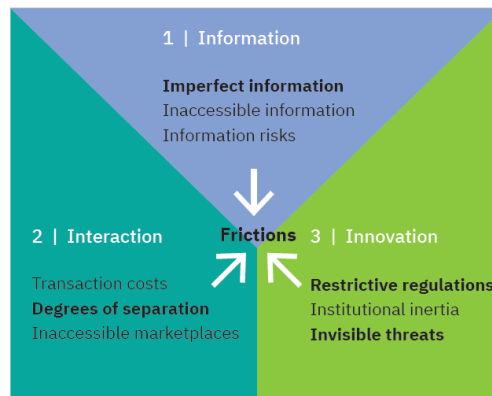 1 | Information
Imperfect information
Inaccessible information
Information risks
Frictions
2 | Interaction
Transaction costs
Degrees of separation
Inaccessible marketplaces
3 | Innovation
Restrictive regulations
Institutional inertia
Invisible threats